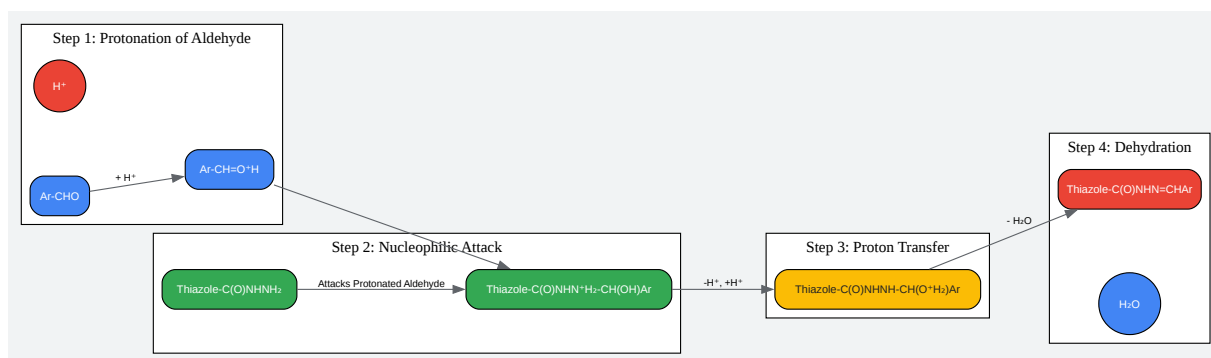 Step 1: Protonation of Aldehyde
H⁺
Ar-CHO
+ H⁺
Ar-CH=O⁺H
Step 2: Nucleophilic Attack
Thiazole-C(O)NHNH₂
Attacks Protonated Aldehyde
Thiazole-C(O)NHN⁺H₂-CH(OH)Ar
-H⁺, +H⁺
Step 3: Proton Transfer
Thiazole-C(O)NHNH-CH(O⁺H₂)Ar
- H₂O
Step 4: Dehydration
Thiazole-C(O)NHN=CHAr
H₂O